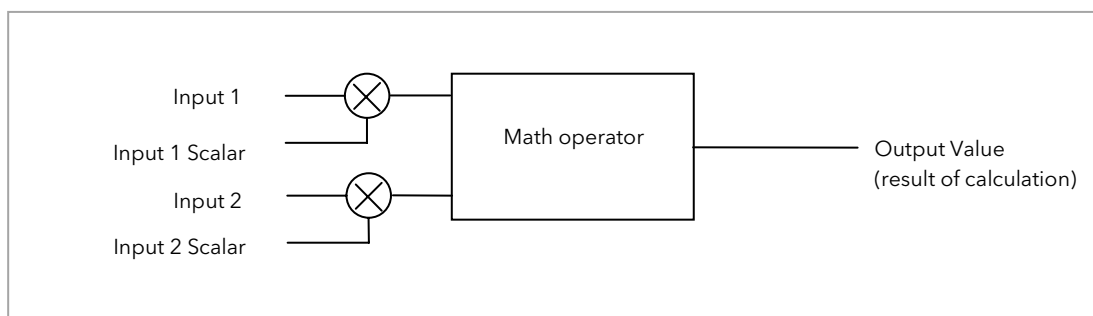 Input 1
Input 1 Scalar
Input 2
Input 2 Scalar
Math operator
Output Value
(result of calculation)